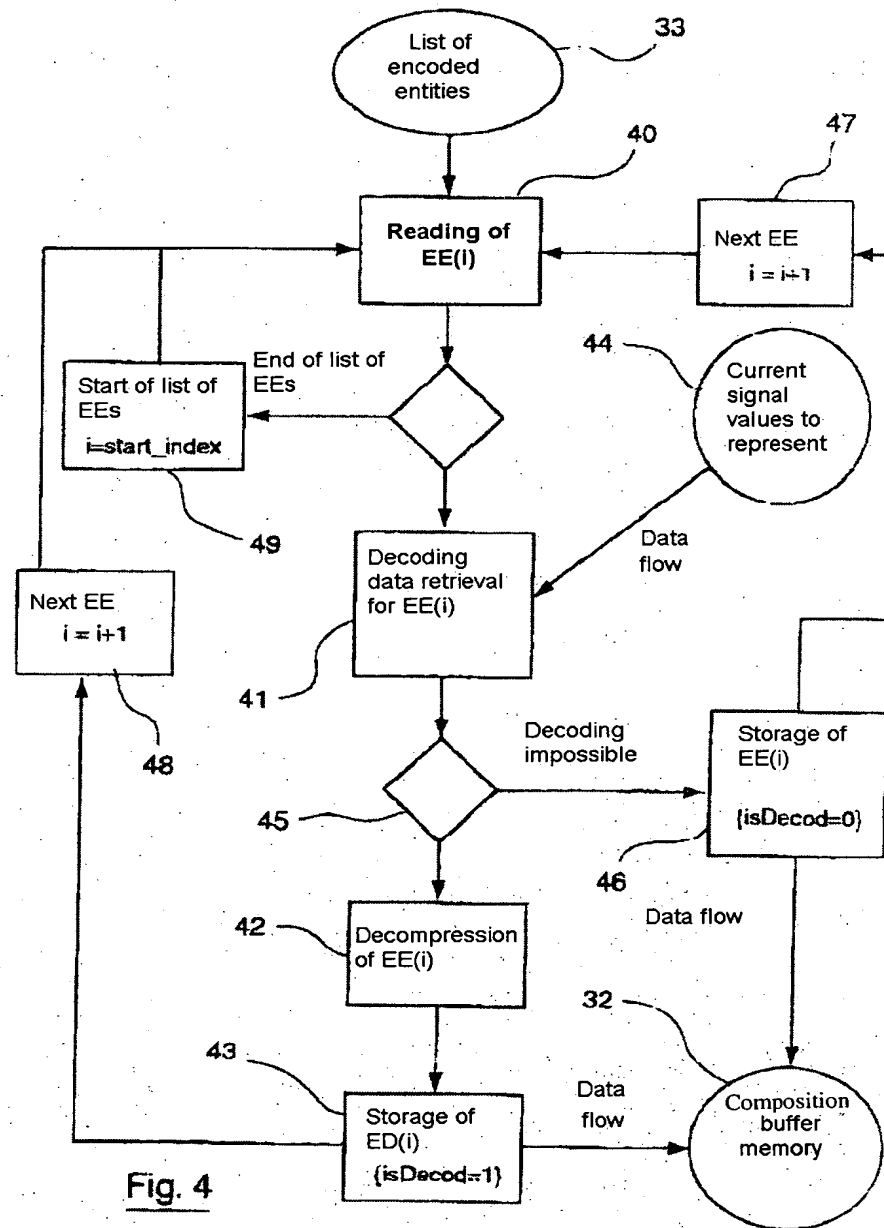 List of
encoded
entities
33
40
47
Reading of
EE(i)
Next EE
i = i+1
44
End of list of
EEs
Start of list of
EEs
i=start_index
49
Current
signal
values to
represent
Data
flow
Decoding
data retrieval
for EE(i)
41
Next EE
i = i+1
48
Decoding
impossible
45
Storage of
EE(i)
{isDecod=0}
46
42
Decompression
of EE(i)
Data flow
32
43
Storage of
ED(i)
{isDecod=1}
Data
flow
Composition
buffer
memory
Fig. 4